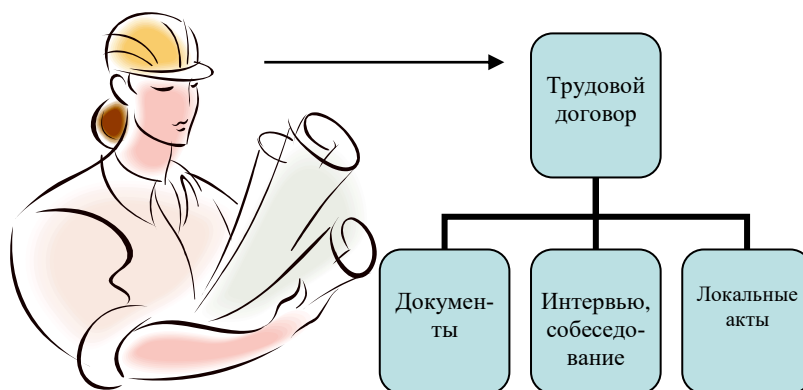 Трудовой
договор
Докумен-
ты
Интервью,
собеседо-
вание
Локальные
акты